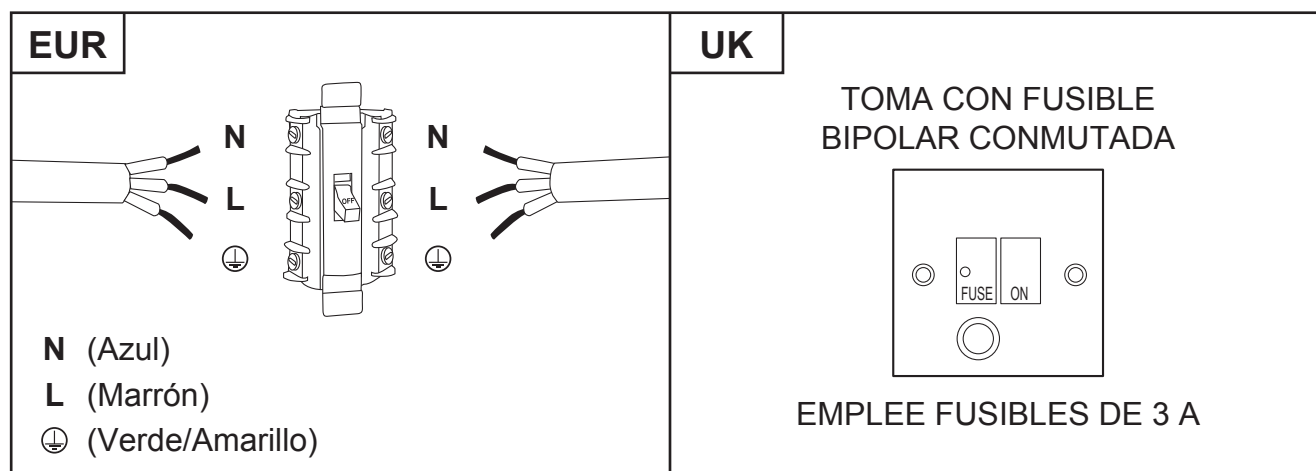 EUR
N
L
N
L
OFF
N (Azul)
L (Marrón)
⏚ (Verde/Amarillo)
UK
TOMA CON FUSIBLE
BIPOLAR CONMUTADA
FUSE
ON
EMPLEE FUSIBLES DE 3 A